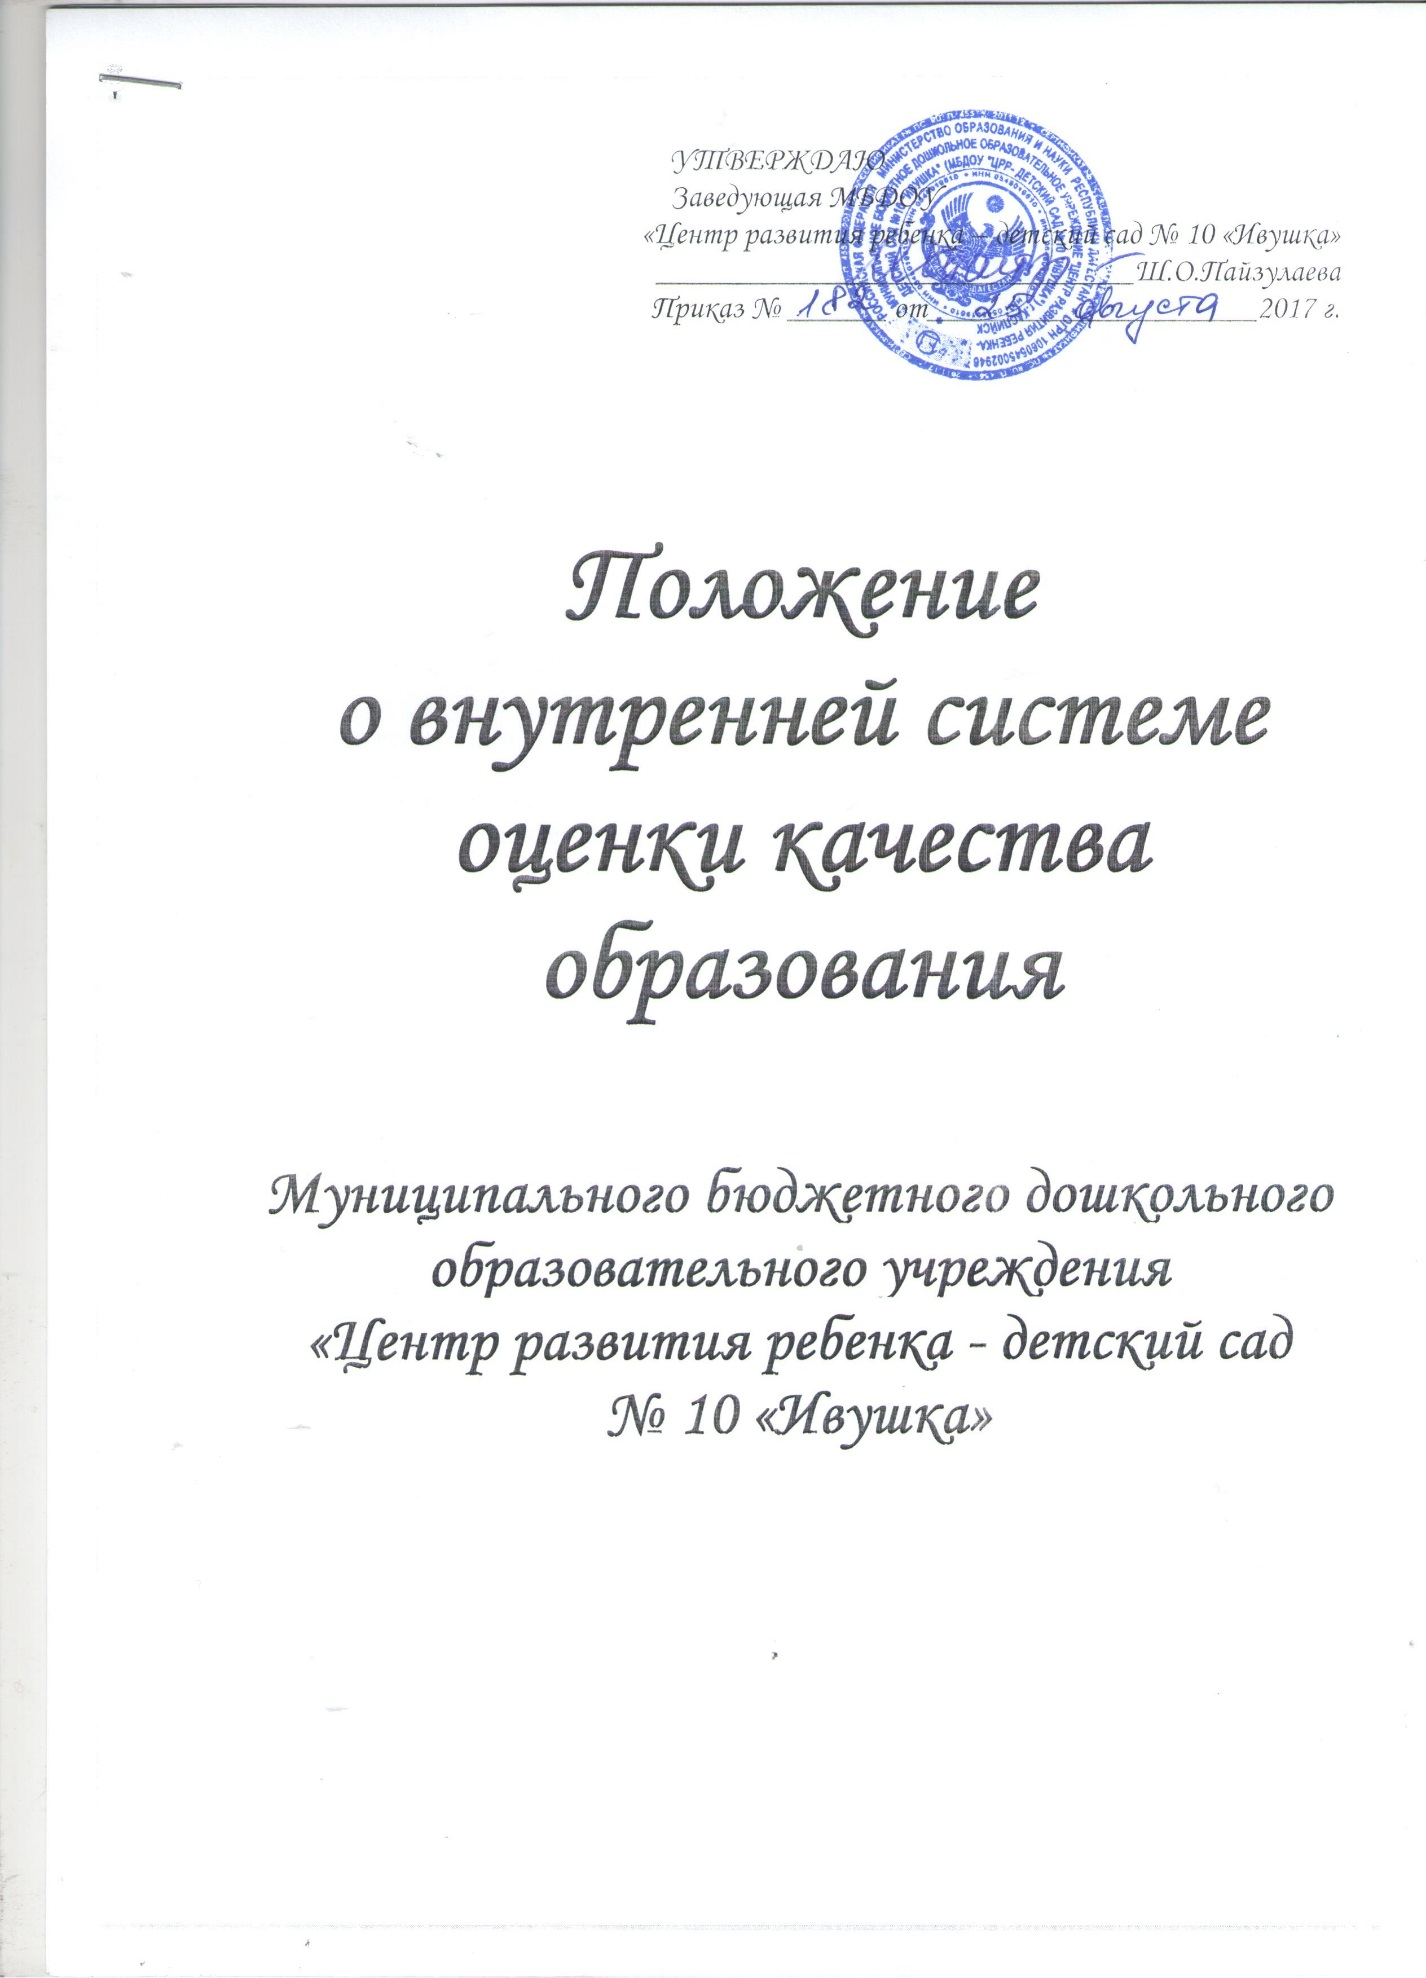 УТВЕРЖДАЮ
Заведующая МБДОУ
«Центр развития ребенка – детский сад № 10 «Ивушка»
Ш.О.Пайзулаева
Приказ № 182 от августа 2017 г.
Положение
о внутренней системе
оценки качества
образования
Муниципального бюджетного дошкольного
образовательного учреждения
«Центр развития ребенка - детский сад
№ 10 «Ивушка»